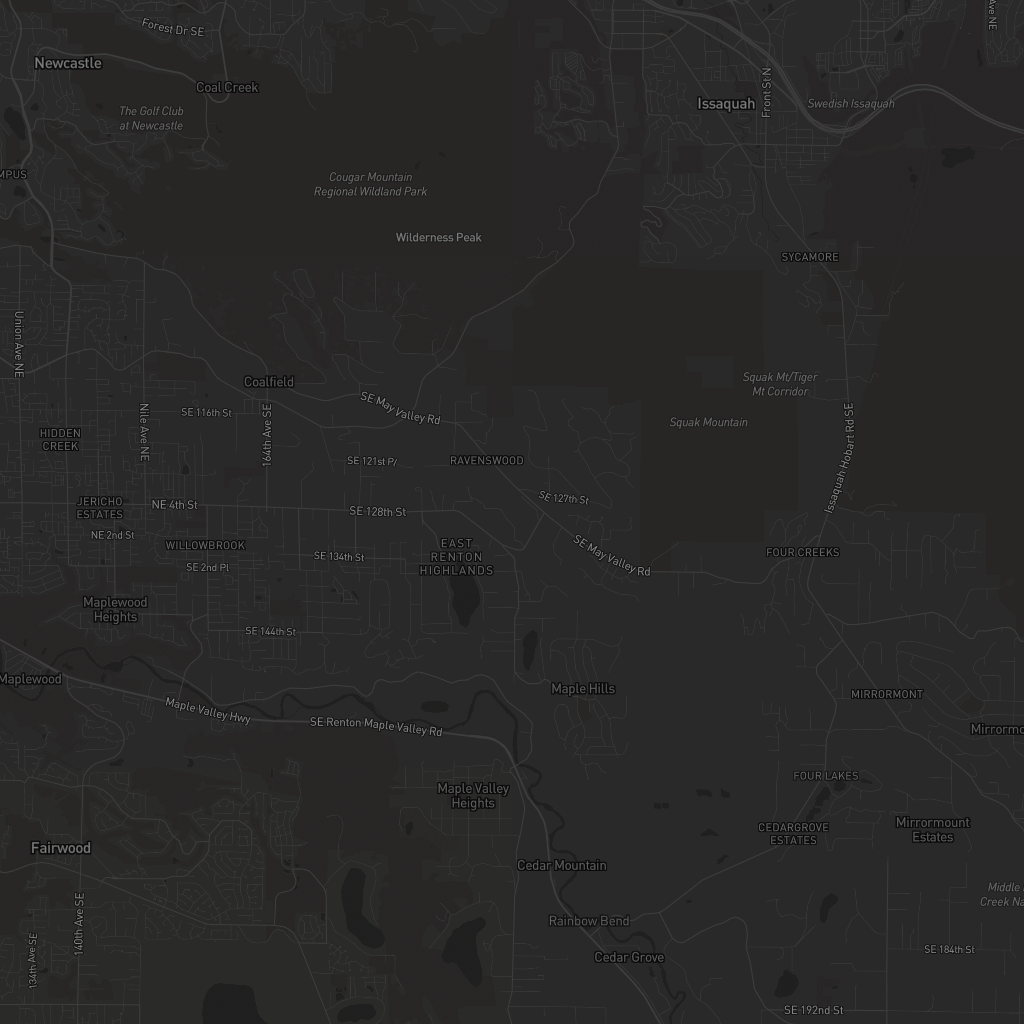 Forest Dr SE
Newcastle
Coal Creek
The Golf Club
at Newcastle
Issaquah
Front St N
Swedish Issaquah
Ave NE
MPUS
Cougar Mountain
Regional Wildland Park
Wilderness Peak
SYCAMORE
Union Ave NE
Coalfield
SE May Valley Rd
Squak Mt/Tiger
Mt Corridor
Squak Mountain
SE 116th St
Nile Ave NE
164th Ave SE
HIDDEN
CREEK
SE 121st Pl
RAVENSWOOD
Issaquah Hobart Rd SE
JERICHO
ESTATES
NE 4th St
SE 128th St
SE 127th St
NE 2nd St
WILLOWBROOK
SE 134th St
EAST
RENTON
HIGHLANDS
SE May Valley Rd
FOUR CREEKS
SE 2nd Pl
Maplewood
Heights
SE 144th St
Maplewood
Maple Hills
MIRRORMONT
Maple Valley Hwy
SE Renton Maple Valley Rd
Mirrormo
FOUR LAKES
Maple Valley
Heights
CEDARGROVE
ESTATES
Mirrormount
Estates
Fairwood
Cedar Mountain
Middle
Creek Na
140th Ave SE
Rainbow Bend
134th Ave SE
Cedar Grove
SE 184th St
SE 192nd St